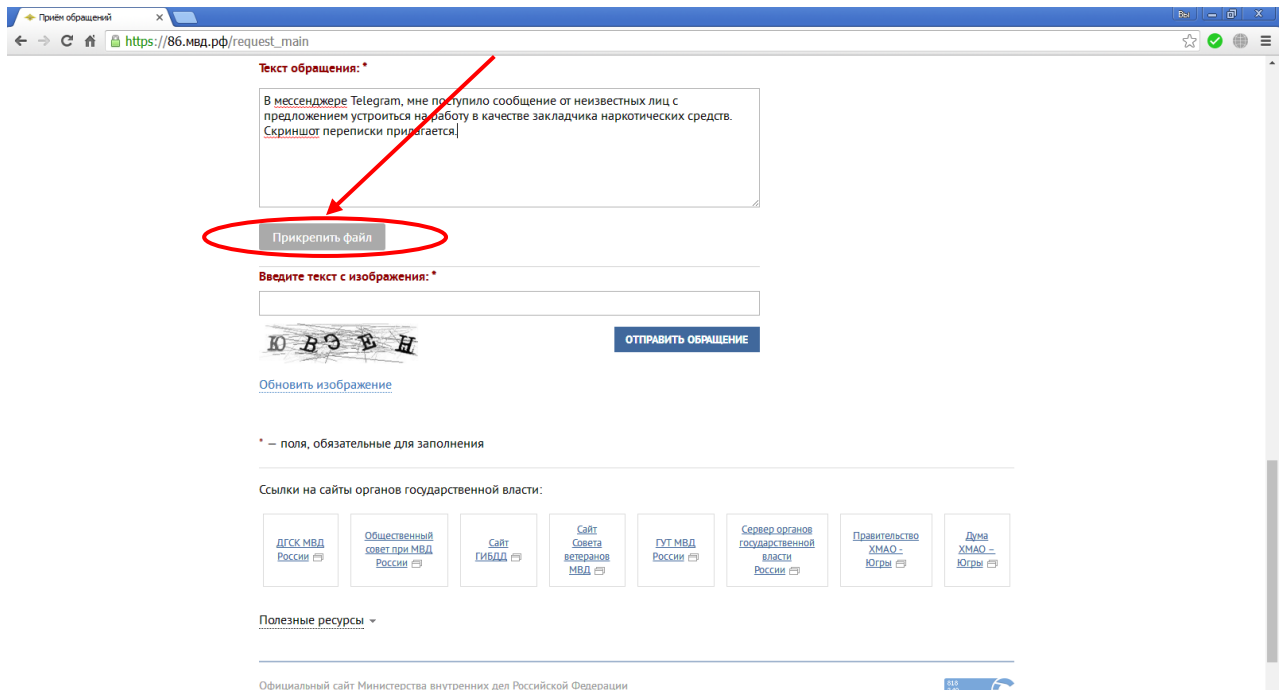 Приём обращений
Вы
https://86.мвд.рф/request_main
Текст обращения: *
В мессенджере Telegram, мне поступило сообщение от неизвестных лиц с
предложением устроиться на работу в качестве закладчика наркотических средств.
Скриншот переписки прилагается.
Прикрепить файл
Введите текст с изображения: *
Ю В Э Е Н
ОТПРАВИТЬ ОБРАЩЕНИЕ
Обновить изображение
* — поля, обязательные для заполнения
Ссылки на сайты органов государственной власти:
ДГСК МВД
России
Общественный
совет при МВД
России
Сайт
ГИБДД
Сайт
Совета
ветеранов
МВД
ГУТ МВД
России
Сервер органов
государственной
власти
России
Правительство
ХМАО -
Югры
Дума
ХМАО –
Югры
Полезные ресурсы
Официальный сайт Министерства внутренних дел Российской Федерации